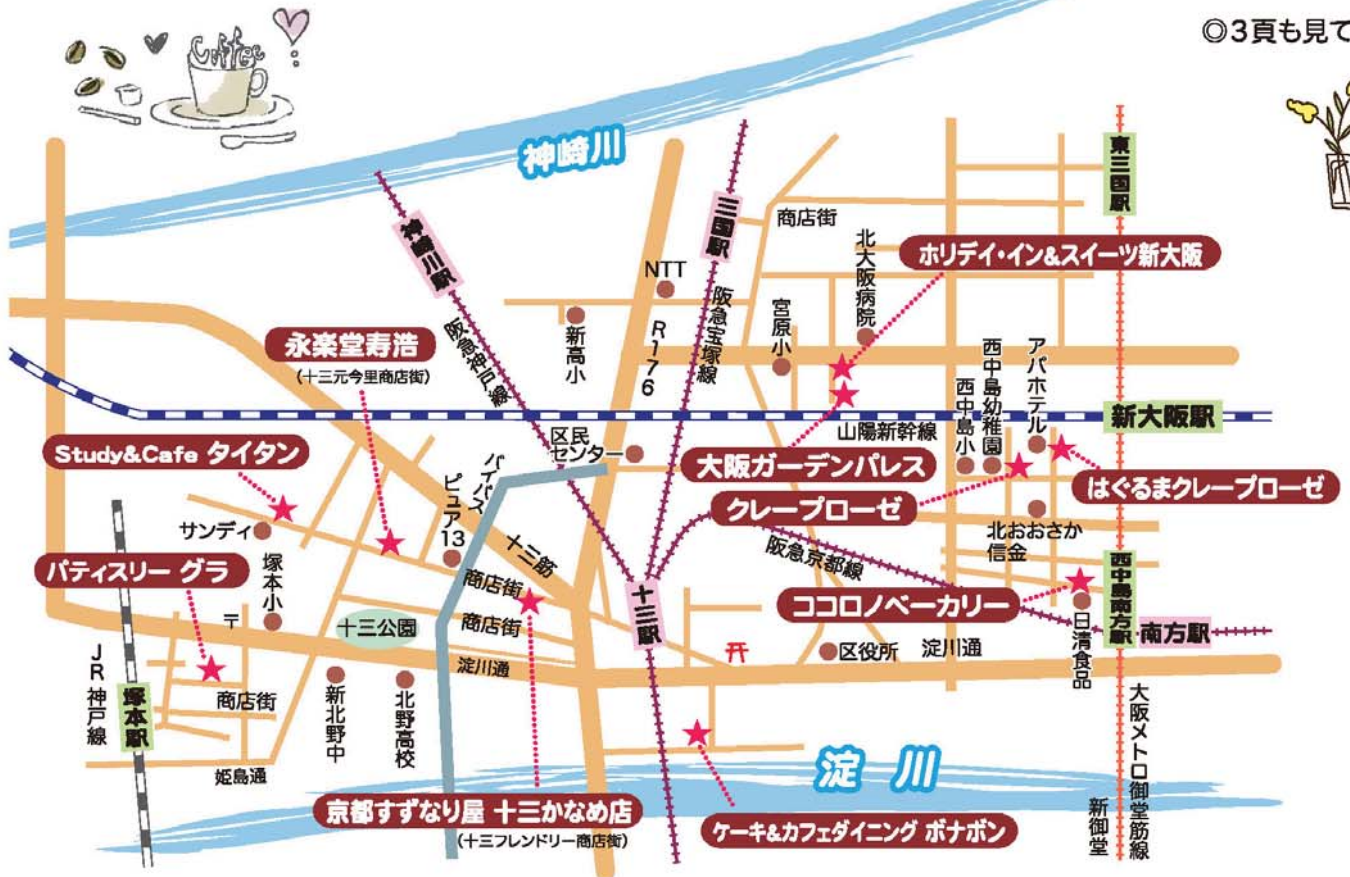 Coffee
◎3頁も見て
神崎川
東三国駅
神崎川駅
三国駅
商店街
北大阪病院
ホリデイ・イン&スイーツ新大阪
NTT
R176
阪急宝塚線
宮原小
新高小
阪急神戸線
永楽堂寿浩
(十三元今里商店街)
西中島小
西中島幼稚園
アパホテル
新大阪駅
山陽新幹線
区民
センター
Study&Cafe タイタン
大阪ガーデンパレス
はぐるまクレープローゼ
クレープローゼ
バイパス
ピュア13
十三筋
サンディ
北おおさか
信金
阪急京都線
パティスリー グラ
塚本小
商店街
ココロノベーカリー
西中島南方駅
十三駅
〒
十三公園
商店街
南方駅
日清食品
区役所
淀川通
淀川通
JR神戸線
塚本駅
商店街
新北野中
北野高校
姫島通
淀川
大阪メトロ御堂筋線
新御堂
京都すずなり屋 十三かなめ店
(十三フレンドリー商店街)
ケーキ&カフェダイニング ボナボン